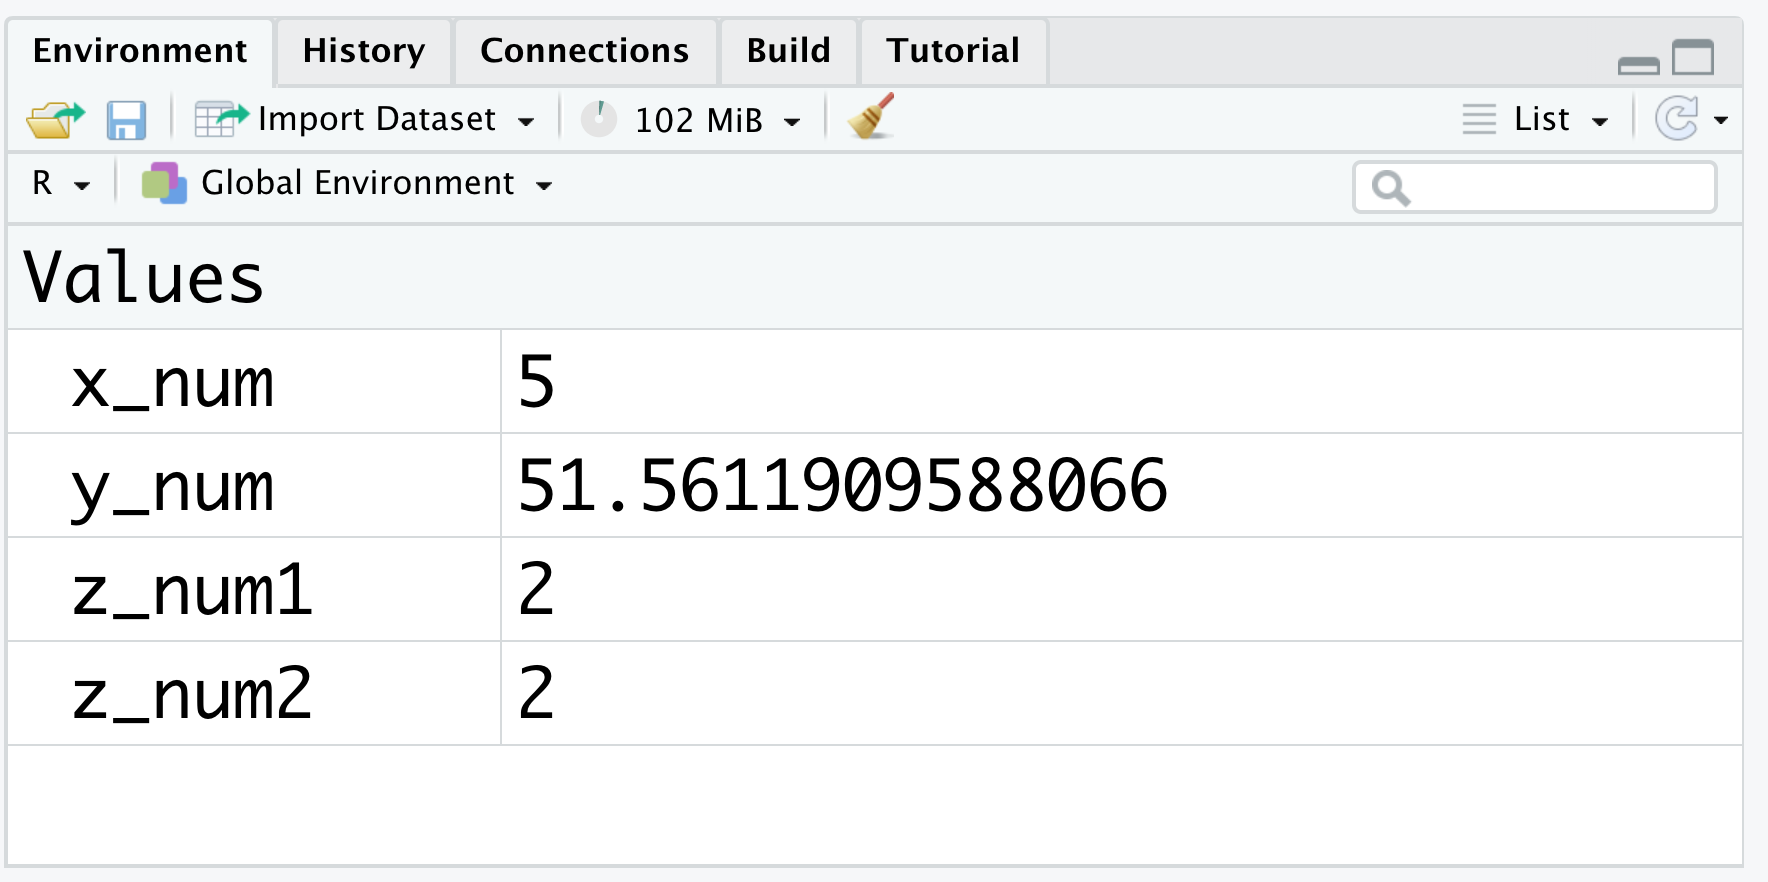 Environment History Connections Build Tutorial
Import Dataset 102 MiB List
R Global Environment
Values
x_num 5
y_num 51.5611909588066
z_num1 2
z_num2 2